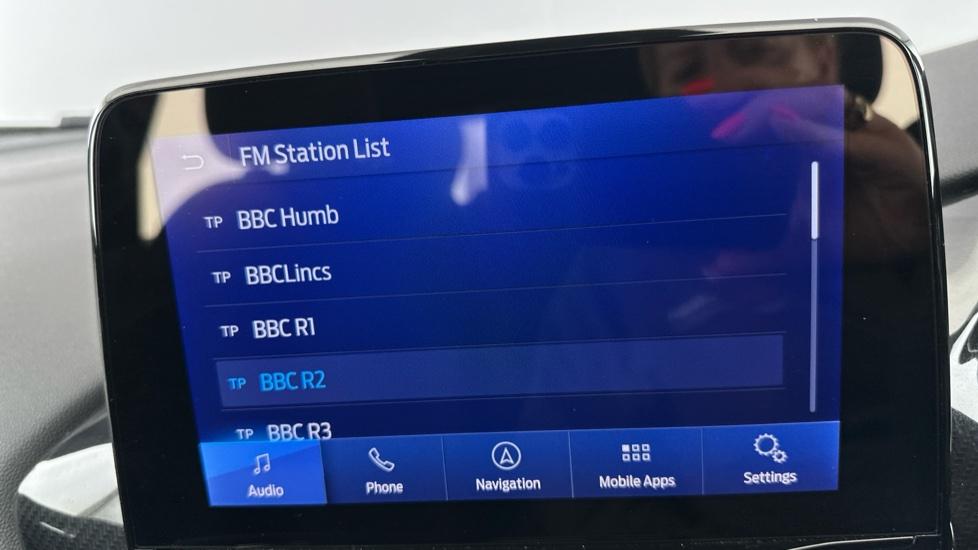 FM Station List
TP BBC Humb
TP BBCLincs
TP BBC R1
TP BBC R2
TP BBC R3
Audio Phone Navigation Mobile Apps Settings